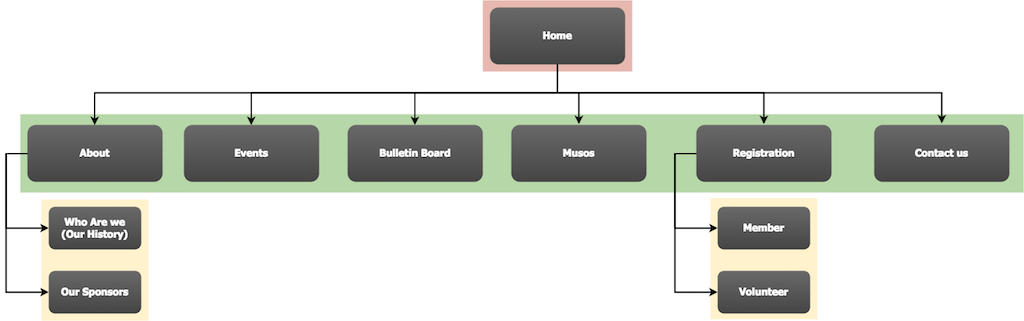 Home
About
Events
Bulletin Board
Musos
Registration
Contact us
Who Are we
(Our History)
Our Sponsors
Member
Volunteer